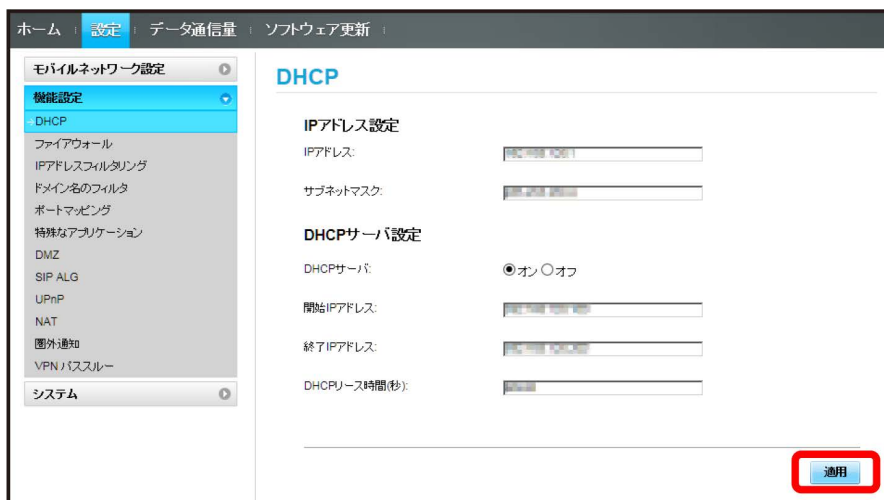 ホーム 設定 データ通信量 ソフトウェア更新
モバイルネットワーク設定
機能設定
DHCP
ファイアウォール
IPアドレスフィルタリング
ドメイン名のフィルタ
ポートマッピング
特殊なアプリケーション
DMZ
SIP ALG
UPnP
NAT
圏外通知
VPN パススルー
システム
DHCP
IPアドレス設定
IPアドレス:
サブネットマスク:
DHCPサーバ設定
DHCPサーバ: オン オフ
開始IPアドレス:
終了IPアドレス:
DHCPリース時間(秒):
適用